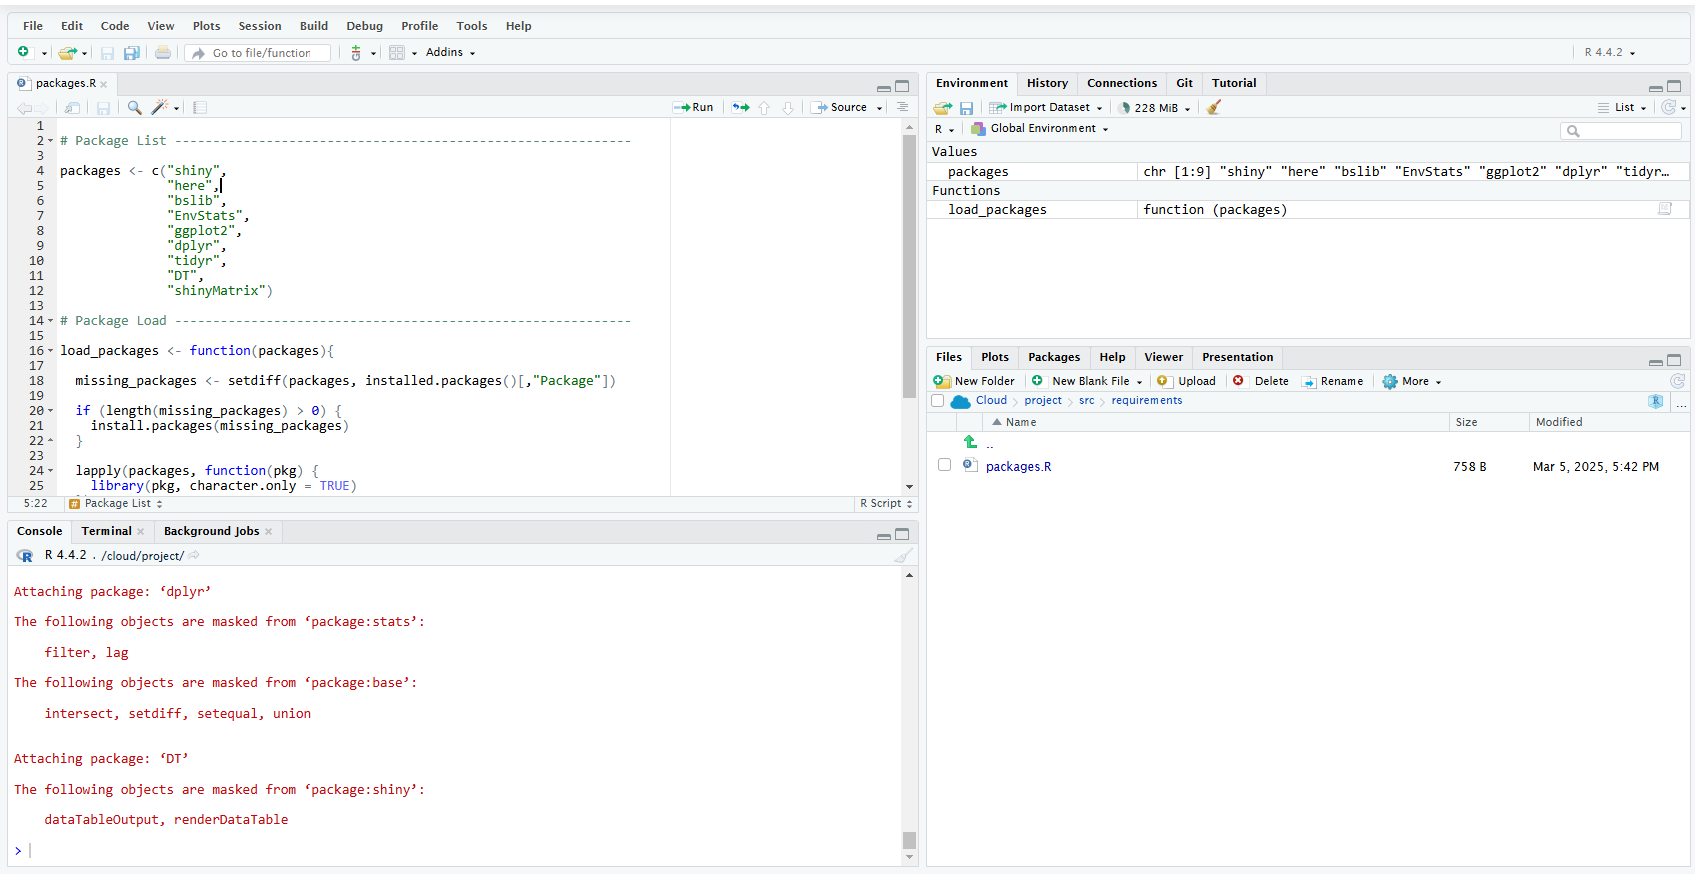 File Edit Code View Plots Session Build Debug Profile Tools Help
Go to file/function Addins R 4.4.2
packages.R
Run Source
1
2 # Package List ------------------------------------------------------------
3
4 packages <- c("shiny",
5 "here",
6 "bslib",
7 "EnvStats",
8 "ggplot2",
9 "dplyr",
10 "tidyr",
11 "DT",
12 "shinyMatrix")
13
14 # Package Load ------------------------------------------------------------
15
16 load_packages <- function(packages){
17
18 missing_packages <- setdiff(packages, installed.packages()[,"Package"])
19
20 if (length(missing_packages) > 0) {
21 install.packages(missing_packages)
22 }
23
24 lapply(packages, function(pkg) {
25 library(pkg, character.only = TRUE)
5:22 # Package List R Script
Console Terminal Background Jobs
R R 4.4.2 . /cloud/project/
Attaching package: ‘dplyr’
The following objects are masked from ‘package:stats’:
filter, lag
The following objects are masked from ‘package:base’:
intersect, setdiff, setequal, union
Attaching package: ‘DT’
The following objects are masked from ‘package:shiny’:
dataTableOutput, renderDataTable
>
Environment History Connections Git Tutorial
Import Dataset 228 MiB List
R Global Environment
Values
packages chr [1:9] "shiny" "here" "bslib" "EnvStats" "ggplot2" "dplyr" "tidyr…
Functions
load_packages function (packages)
Files Plots Packages Help Viewer Presentation
New Folder New Blank File Upload Delete Rename More
Cloud project src requirements R ...
Name Size Modified
..
packages.R 758 B Mar 5, 2025, 5:42 PM